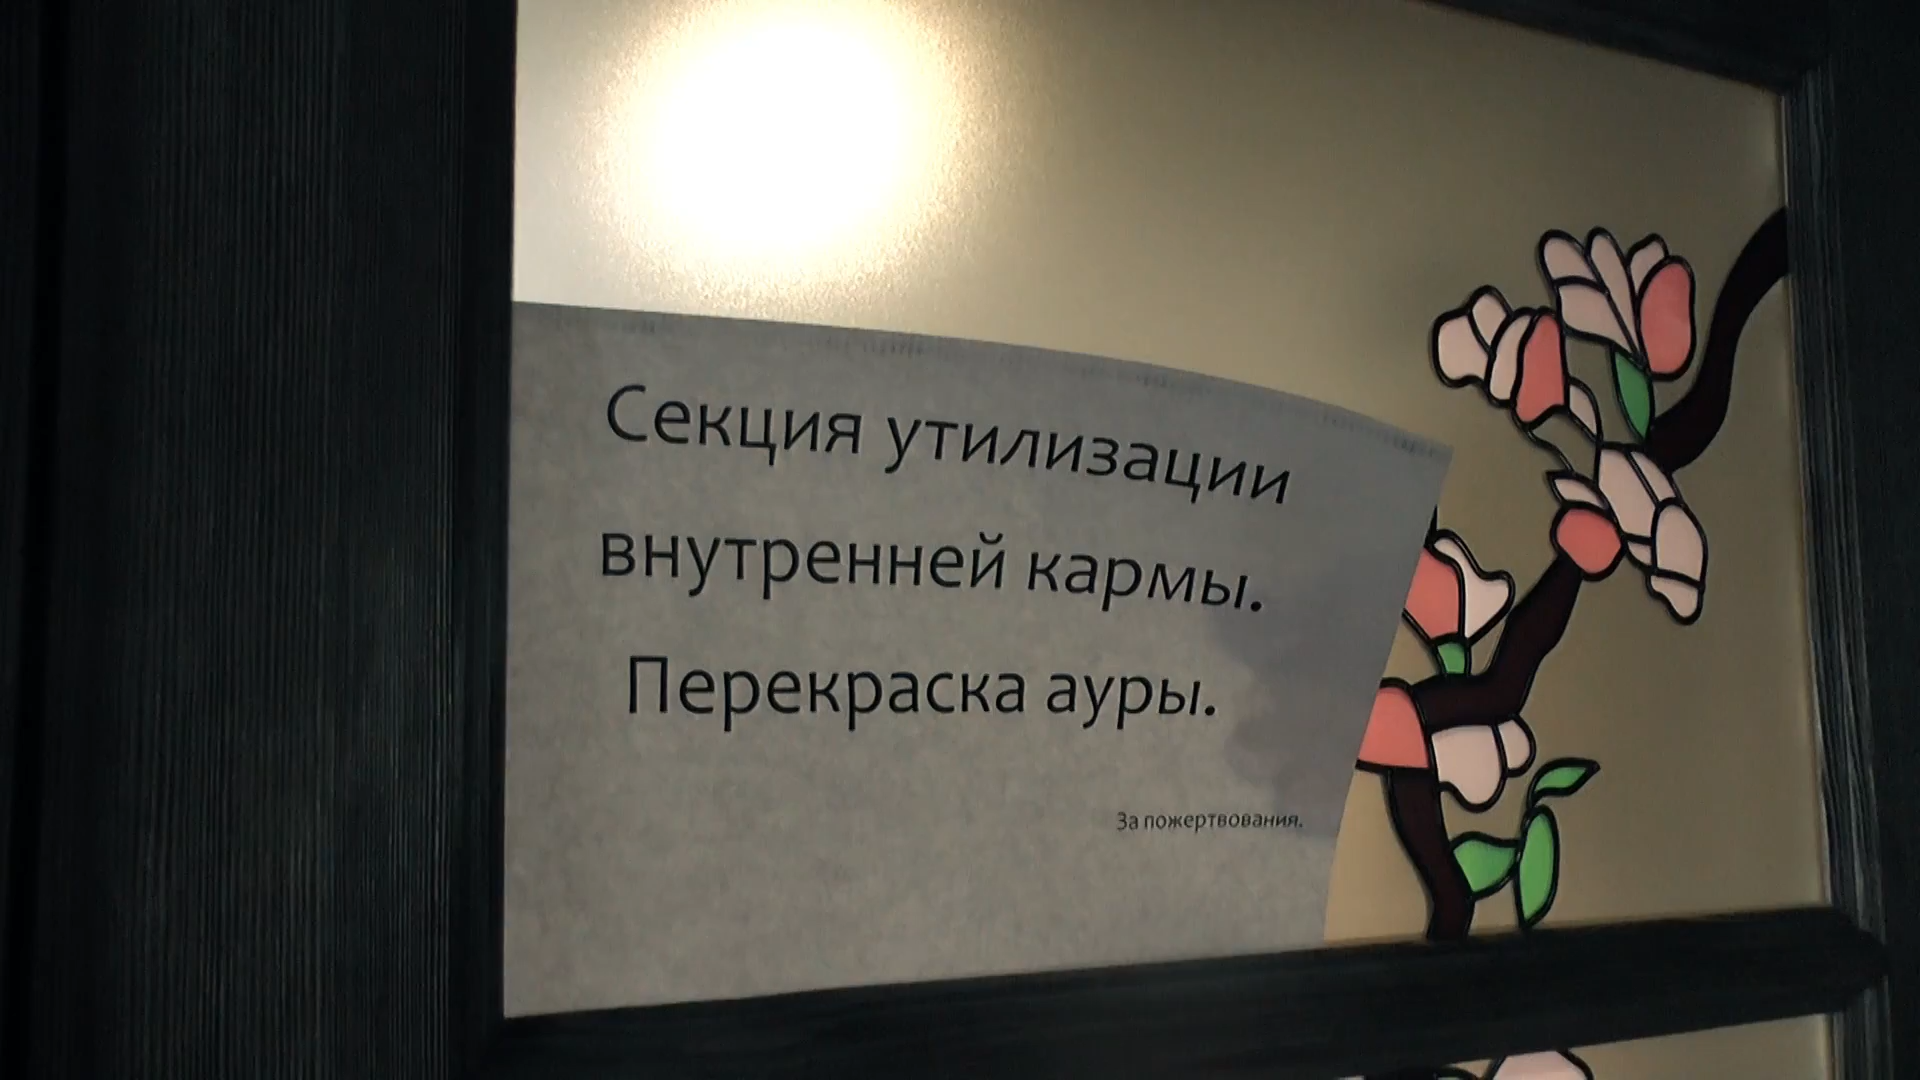 Секция утилизации
внутренней кармы.
Перекраска ауры.
За пожертвования.